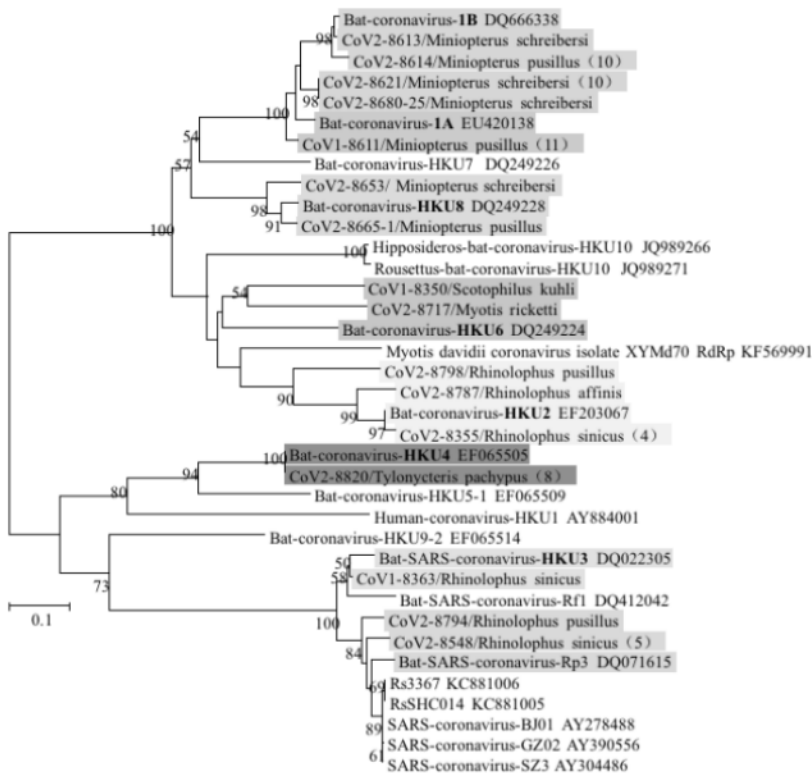 Bat-coronavirus-1B DQ666338
98
CoV2-8613/Miniopterus schreibersi
CoV2-8614/Miniopterus pusillus（10）
CoV2-8621/Miniopterus schreibersi（10）
98
CoV2-8680-25/Miniopterus schreibersi
100
Bat-coronavirus-1A EU420138
54
CoV1-8611/Miniopterus pusillus（11）
57
Bat-coronavirus-HKU7 DQ249226
CoV2-8653/ Miniopterus schreibersi
98
Bat-coronavirus-HKU8 DQ249228
91
CoV2-8665-1/Miniopterus pusillus
100
Hipposideros-bat-coronavirus-HKU10 JQ989266
100
Rousettus-bat-coronavirus-HKU10 JQ989271
CoV1-8350/Scotophilus kuhli
54
CoV2-8717/Myotis ricketti
Bat-coronavirus-HKU6 DQ249224
Myotis davidii coronavirus isolate XYMd70 RdRp KF569991
CoV2-8798/Rhinolophus pusillus
90
CoV2-8787/Rhinolophus affinis
99
Bat-coronavirus-HKU2 EF203067
97
CoV2-8355/Rhinolophus sinicus（4）
Bat-coronavirus-HKU4 EF065505
100
CoV2-8820/Tylonycteris pachypus（8）
94
Bat-coronavirus-HKU5-1 EF065509
80
Human-coronavirus-HKU1 AY884001
Bat-coronavirus-HKU9-2 EF065514
73
Bat-SARS-coronavirus-HKU3 DQ022305
50
CoV1-8363/Rhinolophus sinicus
58
Bat-SARS-coronavirus-Rf1 DQ412042
0.1
100
CoV2-8794/Rhinolophus pusillus
CoV2-8548/Rhinolophus sinicus（5）
84
Bat-SARS-coronavirus-Rp3 DQ071615
69
Rs3367 KC881006
RsSHC014 KC881005
SARS-coronavirus-BJ01 AY278488
89
SARS-coronavirus-GZ02 AY390556
61
SARS-coronavirus-SZ3 AY304486